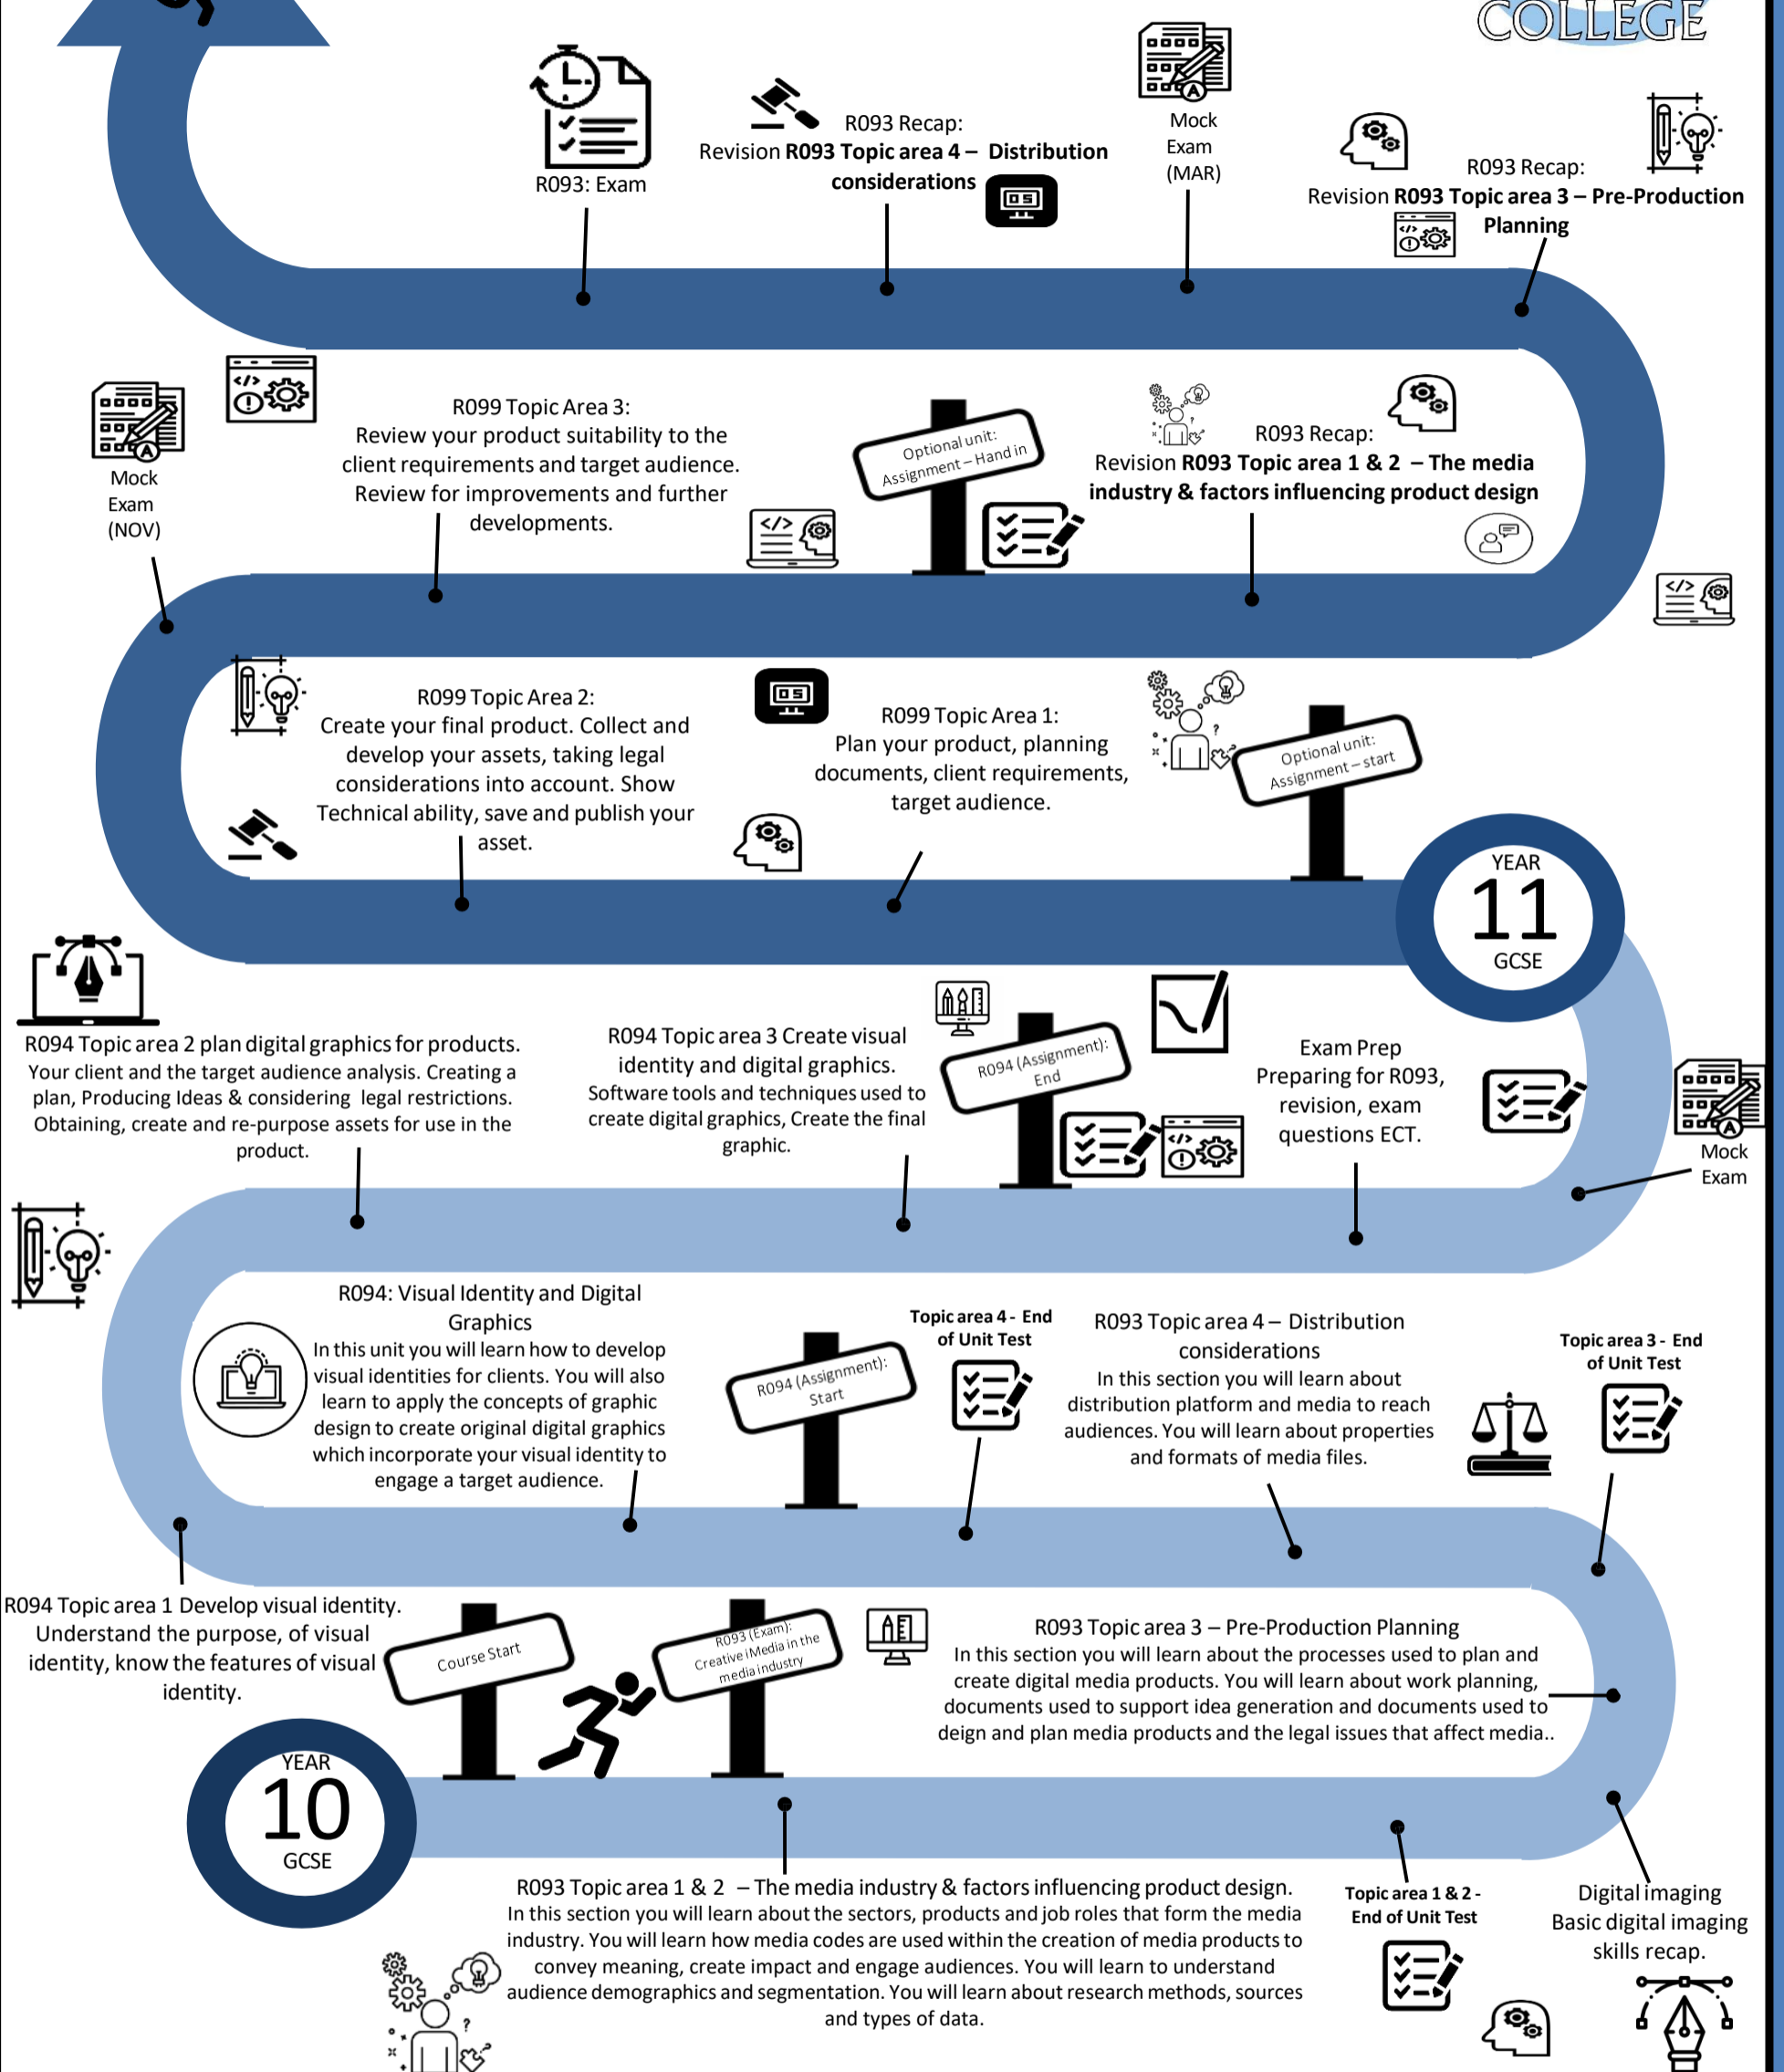 COLLEGE
R093: Exam
R093 Recap:
Revision R093 Topic area 4 – Distribution
considerations
Mock
Exam
(MAR)
R093 Recap:
Revision R093 Topic area 3 – Pre-Production
Planning
Mock
Exam
(NOV)
R099 Topic Area 3:
Review your product suitability to the
client requirements and target audience.
Review for improvements and further
developments.
Optional unit:
Assignment – Hand in
R093 Recap:
Revision R093 Topic area 1 & 2 – The media
industry & factors influencing product design
R099 Topic Area 2:
Create your final product. Collect and
develop your assets, taking legal
considerations into account. Show
Technical ability, save and publish your
asset.
R099 Topic Area 1:
Plan your product, planning
documents, client requirements,
target audience.
Optional unit:
Assignment – start
YEAR
11
GCSE
R094 Topic area 2 plan digital graphics for products.
Your client and the target audience analysis. Creating a
plan, Producing Ideas & considering legal restrictions.
Obtaining, create and re-purpose assets for use in the
product.
R094 Topic area 3 Create visual
identity and digital graphics.
Software tools and techniques used to
create digital graphics, Create the final
graphic.
R094 (Assignment):
End
Exam Prep
Preparing for R093,
revision, exam
questions ECT.
Mock
Exam
R094: Visual Identity and Digital
Graphics
In this unit you will learn how to develop
visual identities for clients. You will also
learn to apply the concepts of graphic
design to create original digital graphics
which incorporate your visual identity to
engage a target audience.
R094 (Assignment):
Start
Topic area 4 - End
of Unit Test
R093 Topic area 4 – Distribution
considerations
In this section you will learn about
distribution platform and media to reach
audiences. You will learn about properties
and formats of media files.
Topic area 3 - End
of Unit Test
R094 Topic area 1 Develop visual identity.
Understand the purpose, of visual
identity, know the features of visual
identity.
Course Start
R093 (Exam):
Creative iMedia in the
media industry
R093 Topic area 3 – Pre-Production Planning
In this section you will learn about the processes used to plan and
create digital media products. You will learn about work planning,
documents used to support idea generation and documents used to
deign and plan media products and the legal issues that affect media..
YEAR
10
GCSE
R093 Topic area 1 & 2 – The media industry & factors influencing product design.
In this section you will learn about the sectors, products and job roles that form the media
industry. You will learn how media codes are used within the creation of media products to
convey meaning, create impact and engage audiences. You will learn to understand
audience demographics and segmentation. You will learn about research methods, sources
and types of data.
Topic area 1 & 2 -
End of Unit Test
Digital imaging
Basic digital imaging
skills recap.